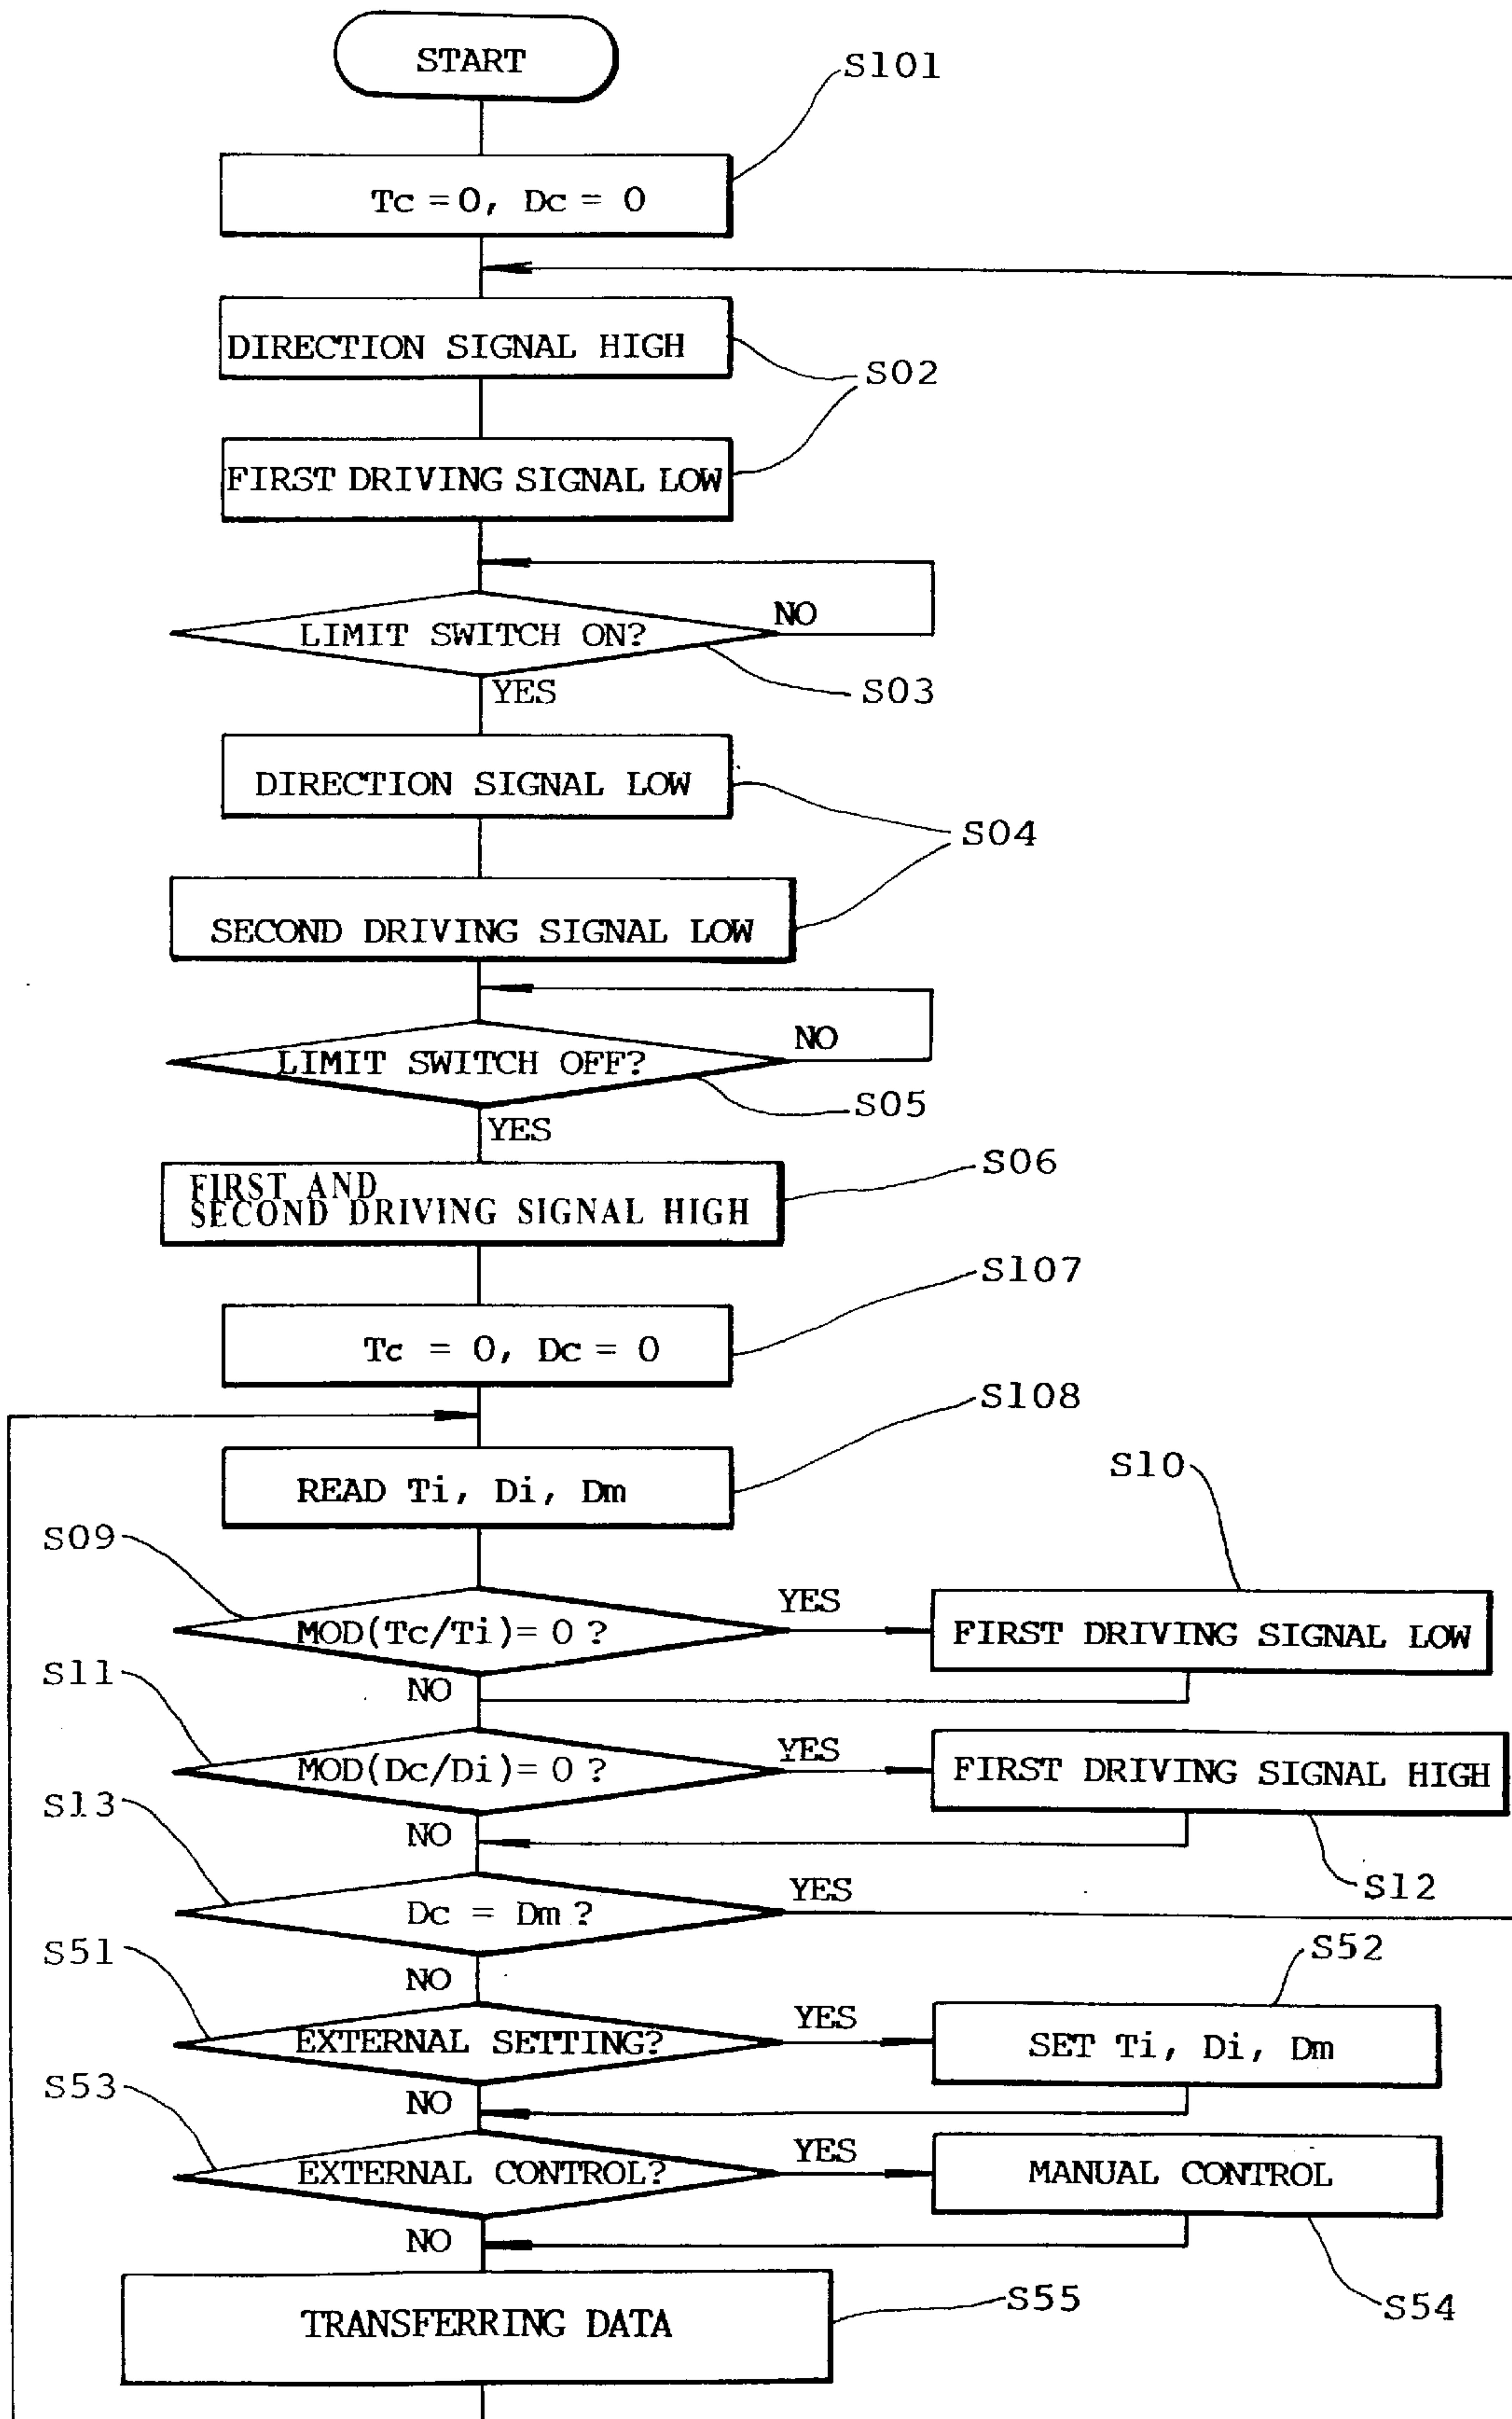 START
S101
Tc = 0, Dc = 0
DIRECTION SIGNAL HIGH
S02
FIRST DRIVING SIGNAL LOW
NO
LIMIT SWITCH ON?
S03
YES
DIRECTION SIGNAL LOW
S04
SECOND DRIVING SIGNAL LOW
NO
LIMIT SWITCH OFF?
S05
YES
S06
FIRST AND
SECOND DRIVING SIGNAL HIGH
S107
Tc = 0, Dc = 0
S108
READ Ti, Di, Dm
S10
S09
YES
MOD(Tc/Ti)= 0 ?
FIRST DRIVING SIGNAL LOW
S11
NO
YES
MOD(Dc/Di)= 0 ?
FIRST DRIVING SIGNAL HIGH
S13
NO
S12
YES
Dc = Dm ?
S51
S52
NO
YES
EXTERNAL SETTING?
SET Ti, Di, Dm
S53
NO
YES
EXTERNAL CONTROL?
MANUAL CONTROL
NO
S55
S54
TRANSFERRING DATA